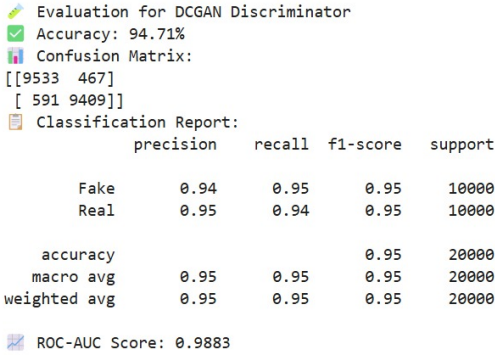 🧪 Evaluation for DCGAN Discriminator
✅ Accuracy: 94.71%
📊 Confusion Matrix:
[[9533  467]
 [ 591 9409]]
📋 Classification Report:
              precision    recall  f1-score   support

        Fake       0.94      0.95      0.95     10000
        Real       0.95      0.94      0.95     10000

    accuracy                           0.95     20000
   macro avg       0.95      0.95      0.95     20000
weighted avg       0.95      0.95      0.95     20000

📈 ROC-AUC Score: 0.9883